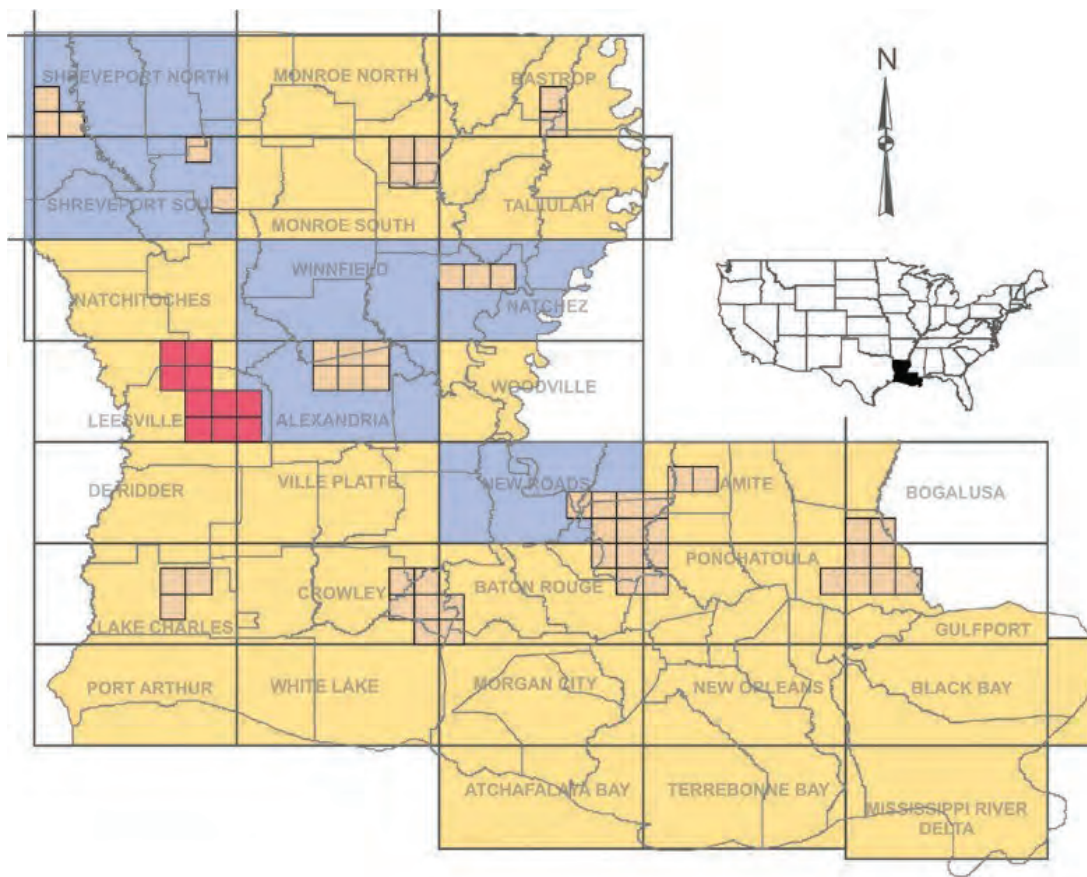 N
SHREVEPORT NORTH
MONROE NORTH
BASTROP
SHREVEPORT SOU
MONROE SOUTH
TALLULAH
NATCHITOCHES
WINNFIELD
NATCHEZ
LEESVILLE
ALEXANDRIA
WOODVILLE
DE RIDDER
VILLE PLATTE
NEW ROADS
AMITE
BOGALUSA
LAKE CHARLES
CROWLEY
BATON ROUGE
PONCHATOULA
GULFPORT
PORT ARTHUR
WHITE LAKE
MORGAN CITY
NEW ORLEANS
BLACK BAY
ATCHAFALAYA BAY
TERREBONNE BAY
MISSISSIPPI RIVER
DELTA